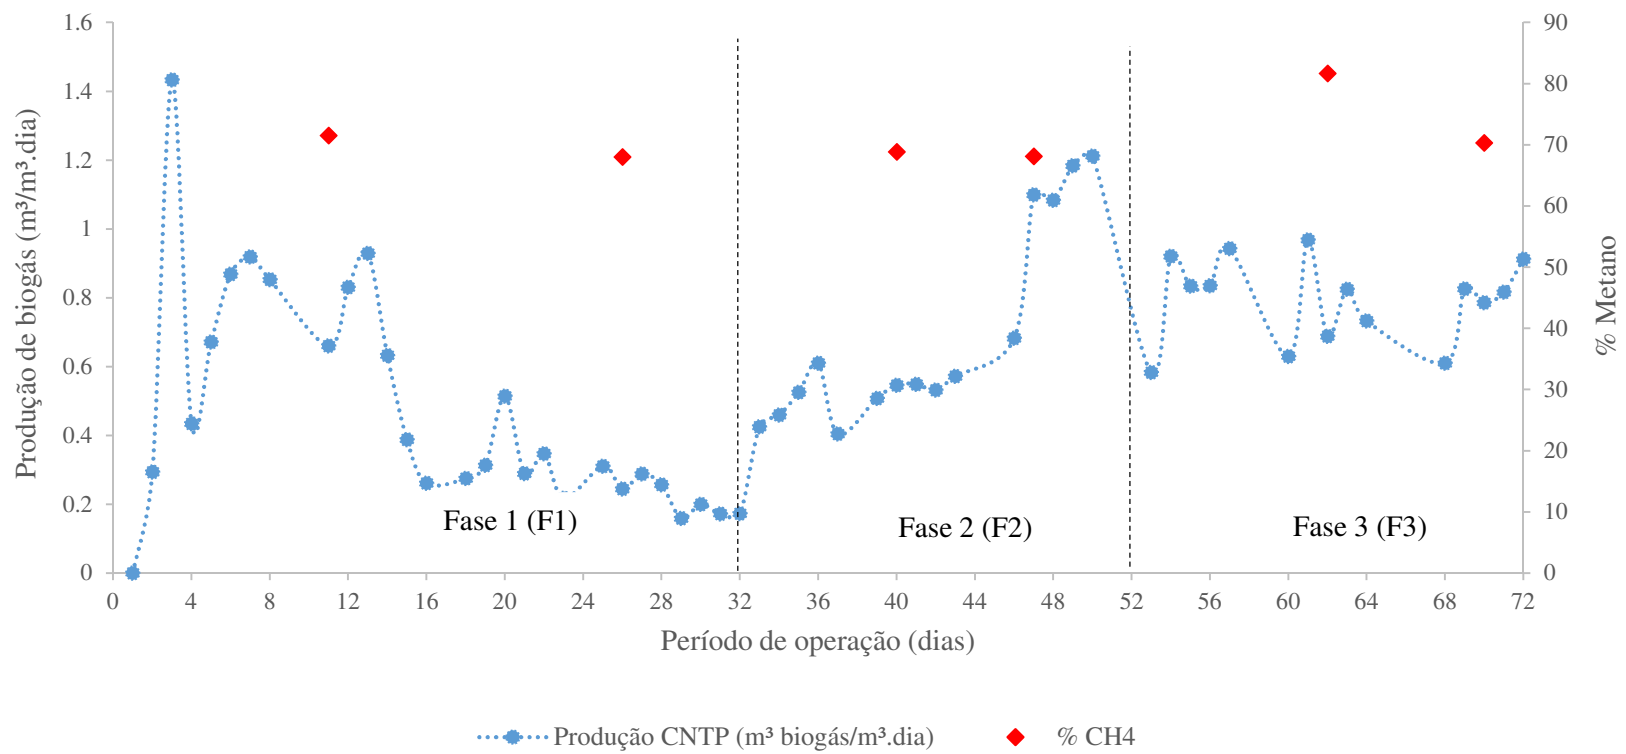 Produção de biogás (m³/m³.dia)
1.6
1.4
1.2
1
0.8
0.6
0.4
0.2
0
90
80
70
60
50
40
30
20
10
0
% Metano
Fase 1 (F1)
Fase 2 (F2)
Fase 3 (F3)
0 4 8 12 16 20 24 28 32 36 40 44 48 52 56 60 64 68 72
Período de operação (dias)
Produção CNTP (m³ biogás/m³.dia) % CH4